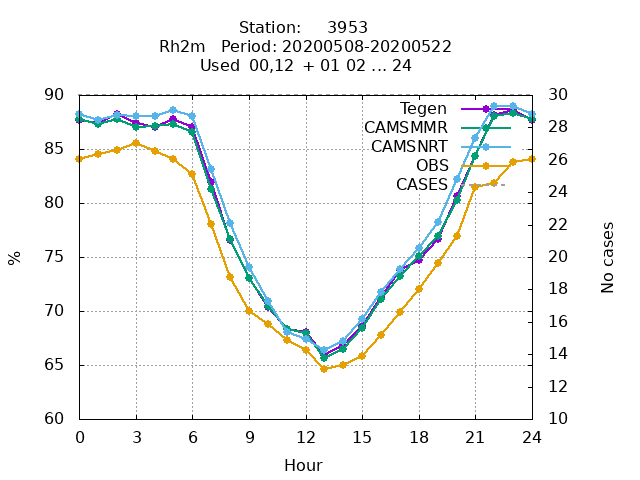 Station: 3953
Rh2m Period: 20200508-20200522
Used 00,12 + 01 02 ... 24
90
85
80
75
70
65
60
%
30
28
26
24
22
20
18
16
14
12
10
No cases
Tegen
CAMSMMR
CAMSNRT
OBS
CASES
0 3 6 9 12 15 18 21 24
Hour